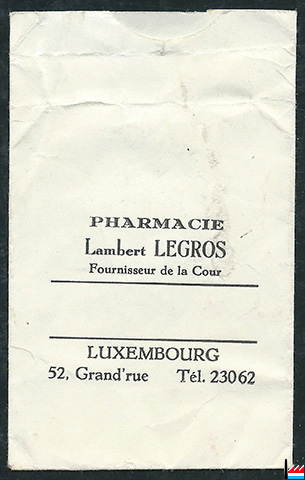 PHARMACIE
Lambert LEGROS
Fournisseur de la Cour
LUXEMBOURG
52, Grand'rue Tél. 23062